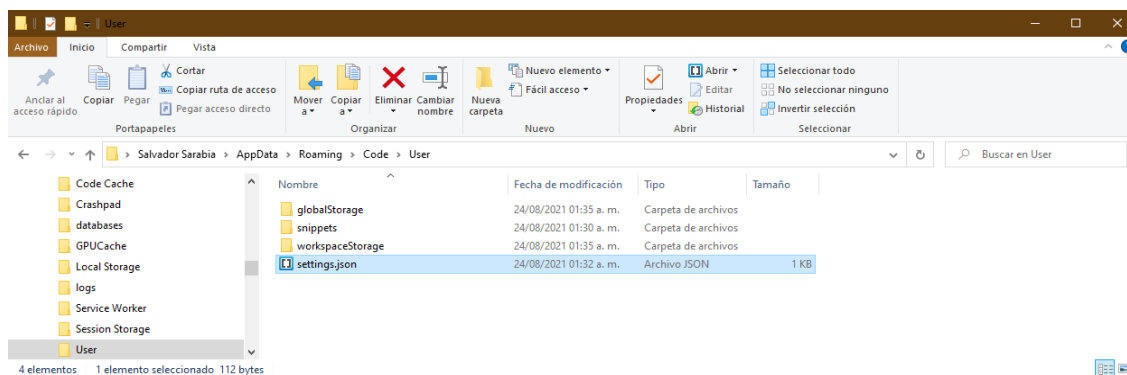 User
Archivo Inicio Compartir Vista
Anclar al acceso rápido
Copiar
Pegar
Cortar
Copiar ruta de acceso
Pegar acceso directo
Portapapeles
Mover a
Copiar a
Eliminar
Cambiar nombre
Organizar
Nueva carpeta
Nuevo elemento
Fácil acceso
Nuevo
Propiedades
Abrir
Editar
Historial
Abrir
Seleccionar todo
No seleccionar ninguno
Invertir selección
Seleccionar
Salvador Sarabia > AppData > Roaming > Code > User
Buscar en User
Code Cache
Crashpad
databases
GPUCache
Local Storage
logs
Service Worker
Session Storage
User
Nombre Fecha de modificación Tipo Tamaño
globalStorage 24/08/2021 01:35 a. m. Carpeta de archivos
snippets 24/08/2021 01:30 a. m. Carpeta de archivos
workspaceStorage 24/08/2021 01:35 a. m. Carpeta de archivos
settings.json 24/08/2021 01:32 a. m. Archivo JSON 1 KB
4 elementos 1 elemento seleccionado 112 bytes